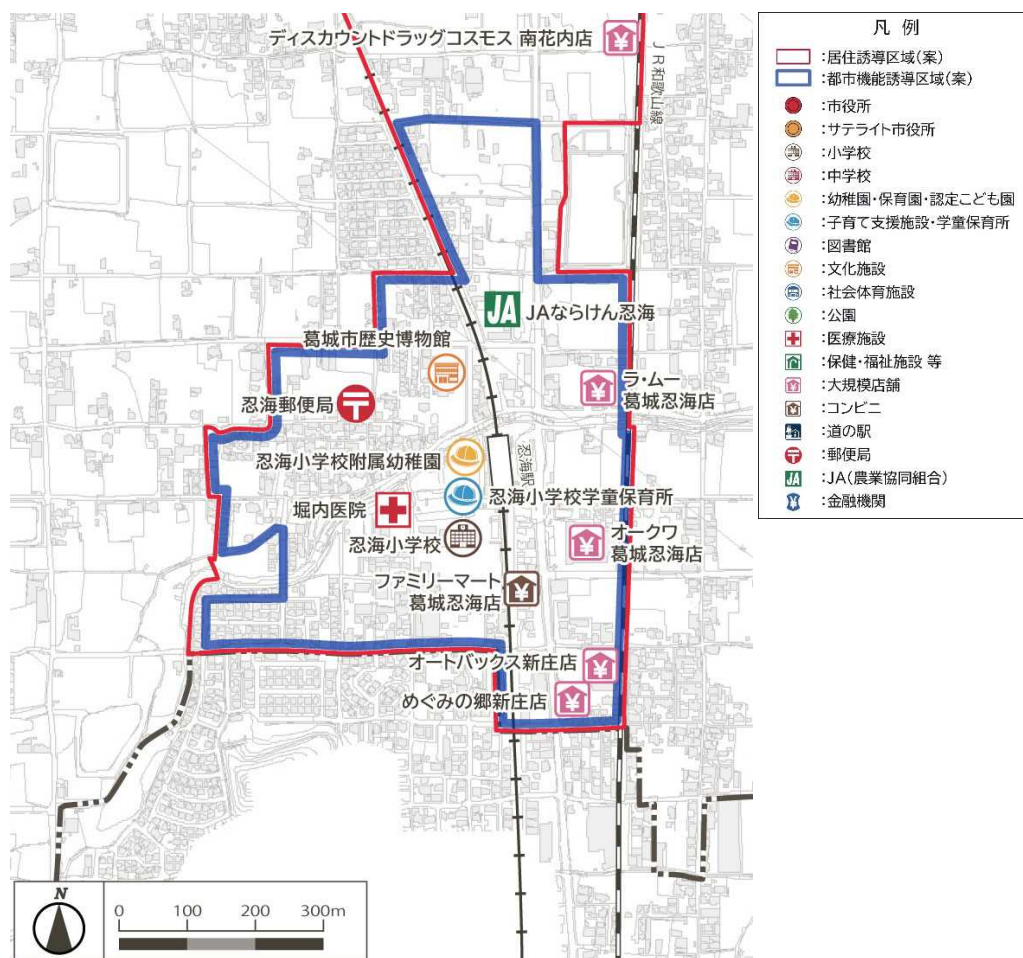 ディスカウントドラッグコスモス 南花内店
JR和歌山線
JAならけん忍海
葛城市歴史博物館
ラ・ムー
葛城忍海店
忍海郵便局
忍海駅
忍海小学校附属幼稚園
忍海小学校学童保育所
堀内医院
忍海小学校
オークワ
葛城忍海店
ファミリーマート
葛城忍海店
オートバックス新庄店
めぐみの郷新庄店
N
0 100 200 300m
凡 例
:居住誘導区域(案)
:都市機能誘導区域(案)
:市役所
:サテライト市役所
:小学校
:中学校
:幼稚園・保育園・認定こども園
:子育て支援施設・学童保育所
:図書館
:文化施設
:社会体育施設
:公園
:医療施設
:保健・福祉施設 等
:大規模店舗
:コンビニ
:道の駅
:郵便局
:JA(農業協同組合)
:金融機関